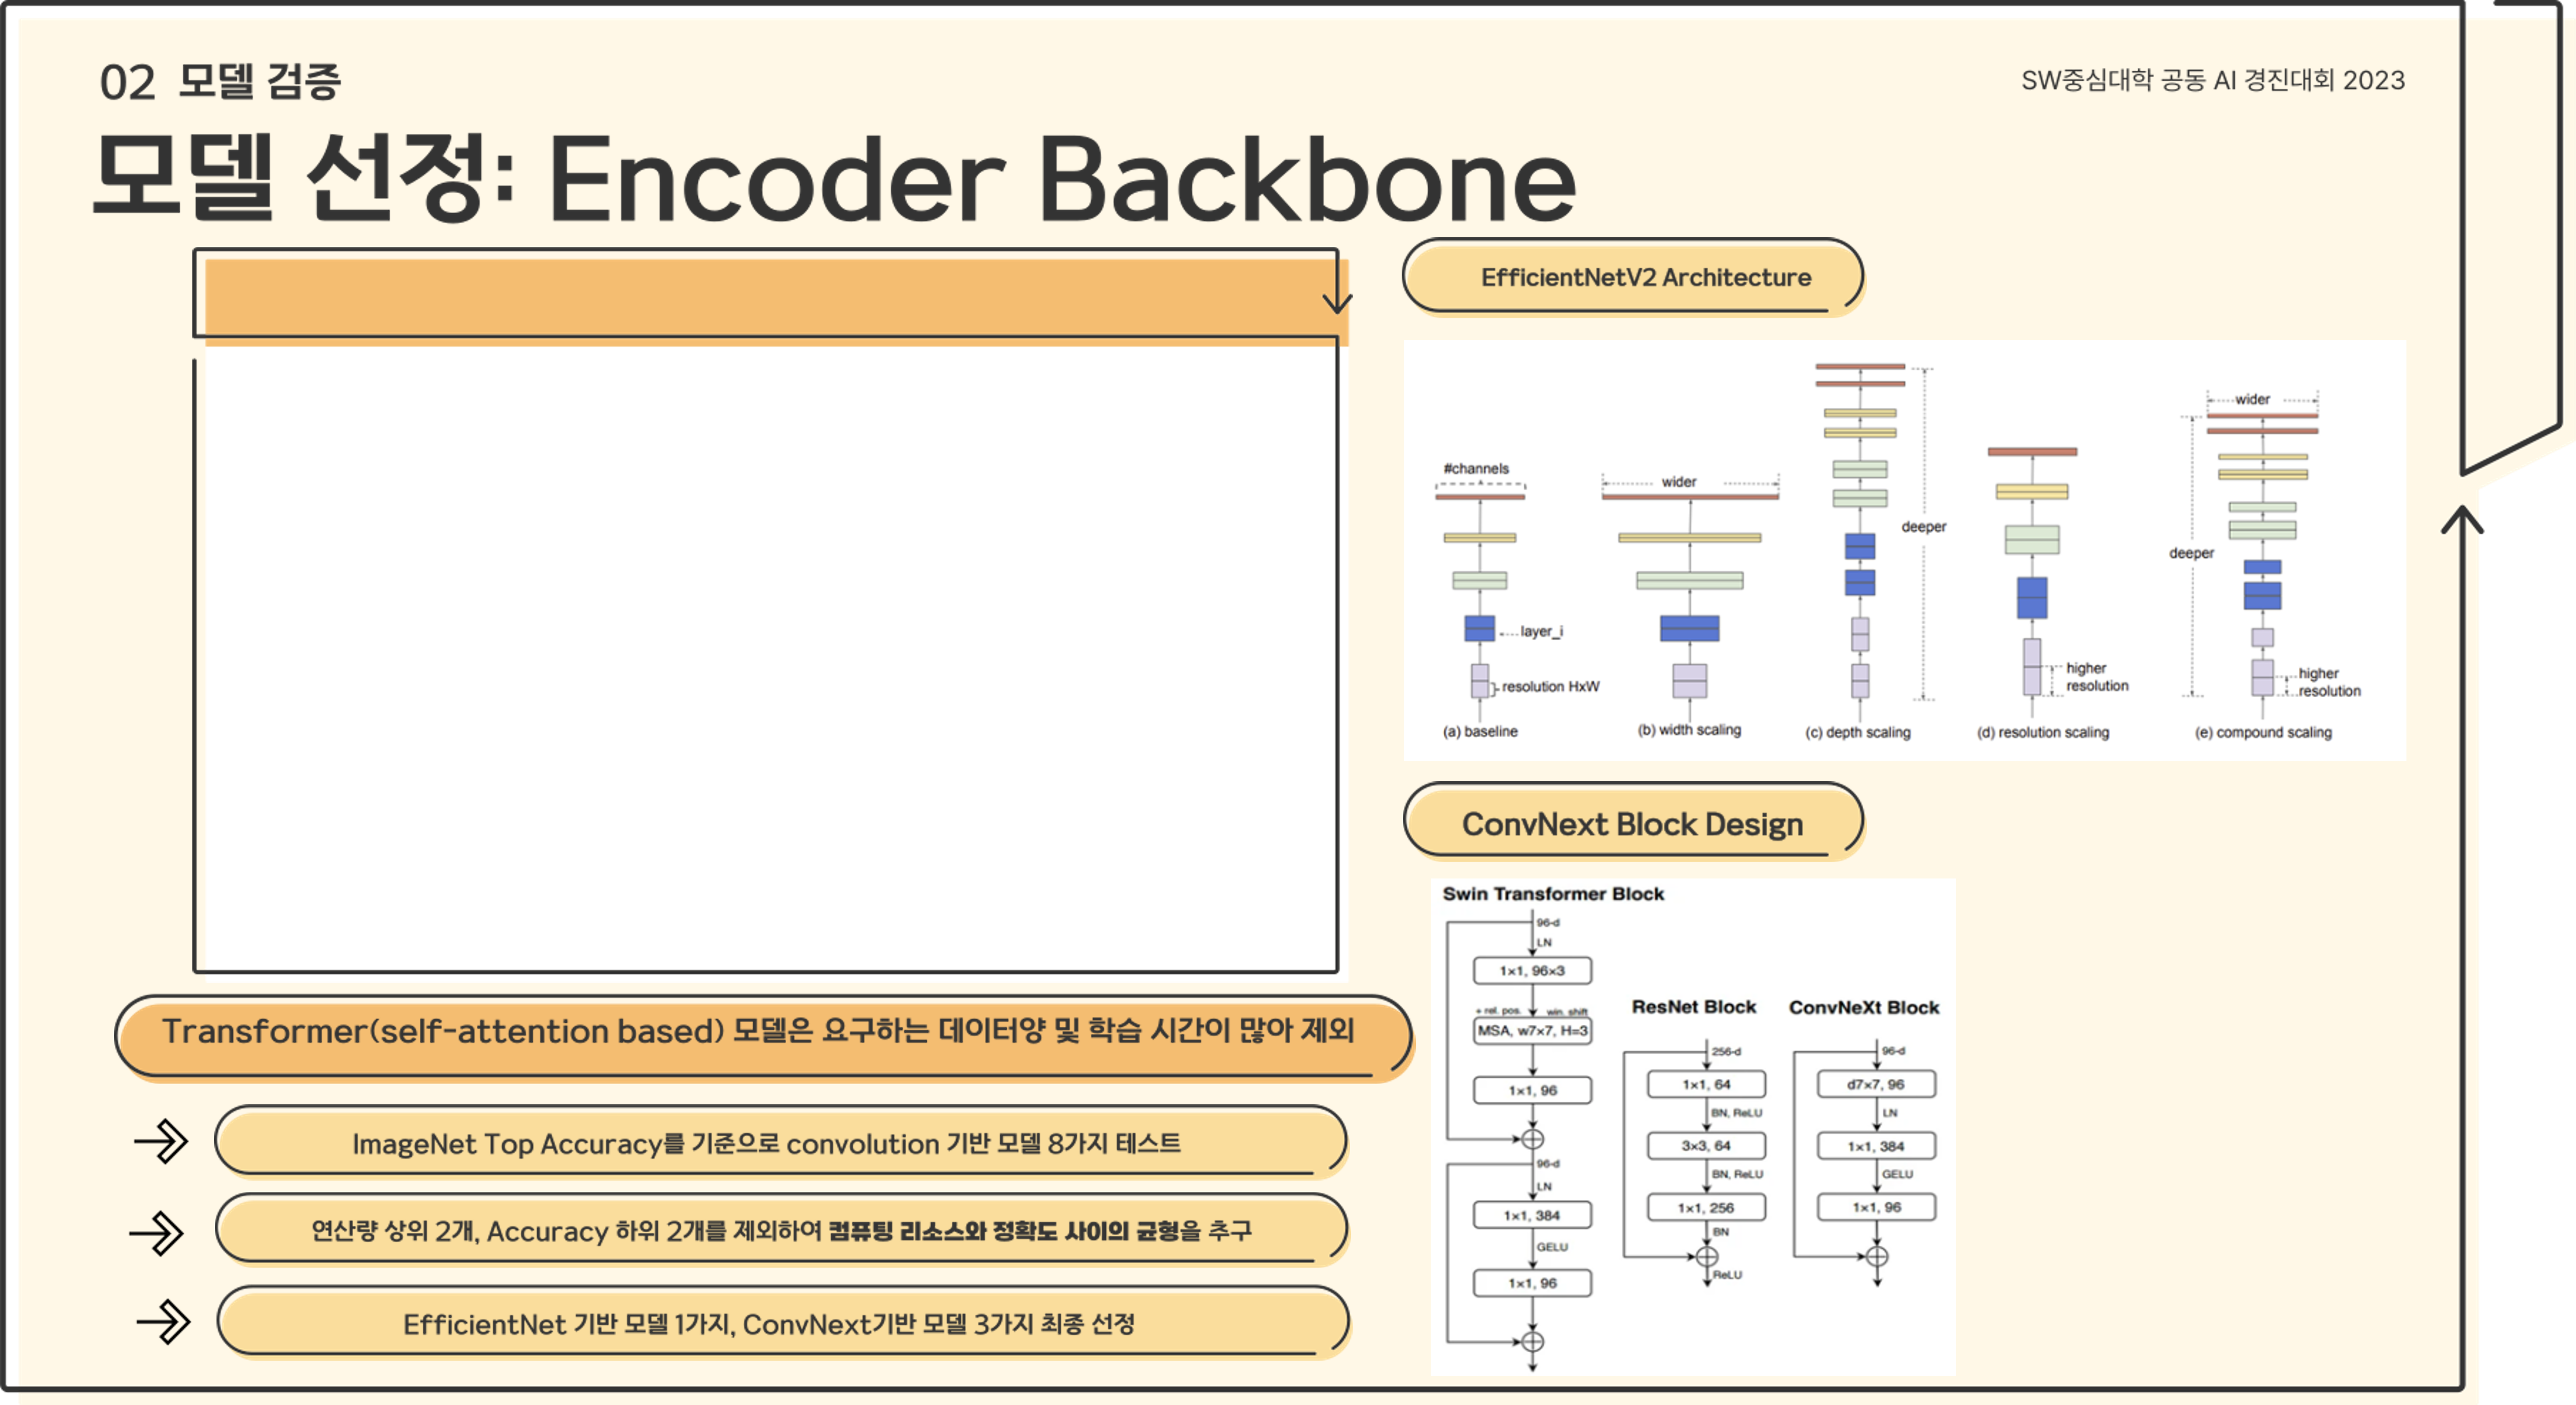 02 모델 검증
SW중심대학 공동 AI 경진대회 2023
모델 선정: Encoder Backbone
Transformer(self-attention based) 모델은 요구하는 데이터양 및 학습 시간이 많아 제외
ImageNet Top Accuracy를 기준으로 convolution 기반 모델 8가지 테스트
연산량 상위 2개, Accuracy 하위 2개를 제외하여 컴퓨팅 리소스와 정확도 사이의 균형을 추구
EfficientNet 기반 모델 1가지, ConvNext기반 모델 3가지 최종 선정
EfficientNetV2 Architecture
#channels
layer_i
resolution HxW
(a) baseline
wider
(b) width scaling
deeper
(c) depth scaling
higher
resolution
(d) resolution scaling
wider
deeper
higher
resolution
(e) compound scaling
ConvNext Block Design
Swin Transformer Block
96-d
LN
1×1, 96×3
+ rel. pos.
win. shift
MSA, w7×7, H=3
1×1, 96
96-d
LN
1×1, 384
GELU
1×1, 96
ResNet Block
256-d
1×1, 64
BN, ReLU
3×3, 64
BN, ReLU
1×1, 256
BN
ReLU
ConvNeXt Block
96-d
d7×7, 96
LN
1×1, 384
GELU
1×1, 96